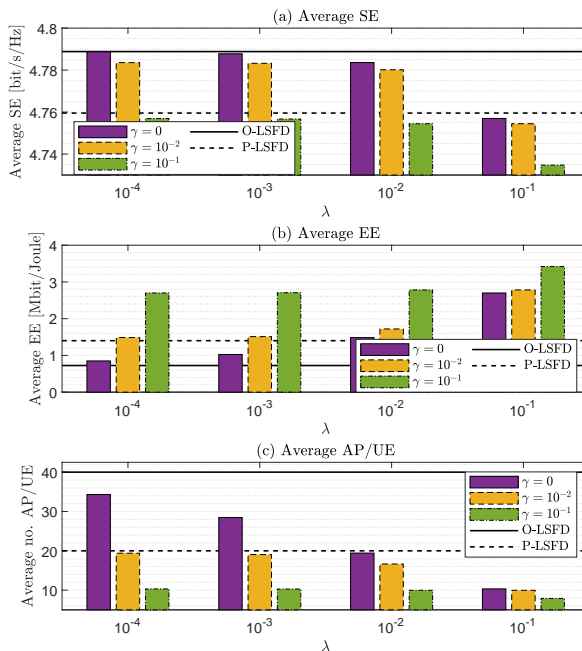 (a) Average SE
Average SE [bit/s/Hz]
4.8
4.78
4.76
4.74
γ = 0
γ = 10⁻²
γ = 10⁻¹
O-LSFD
P-LSFD
10⁻⁴ 10⁻³ 10⁻² 10⁻¹
λ
(b) Average EE
Average EE [Mbit/Joule]
4
3
2
1
0
γ = 0
γ = 10⁻²
γ = 10⁻¹
O-LSFD
P-LSFD
10⁻⁴ 10⁻³ 10⁻² 10⁻¹
λ
(c) Average AP/UE
Average no. AP/UE
40
30
20
10
γ = 0
γ = 10⁻²
γ = 10⁻¹
O-LSFD
P-LSFD
10⁻⁴ 10⁻³ 10⁻² 10⁻¹
λ